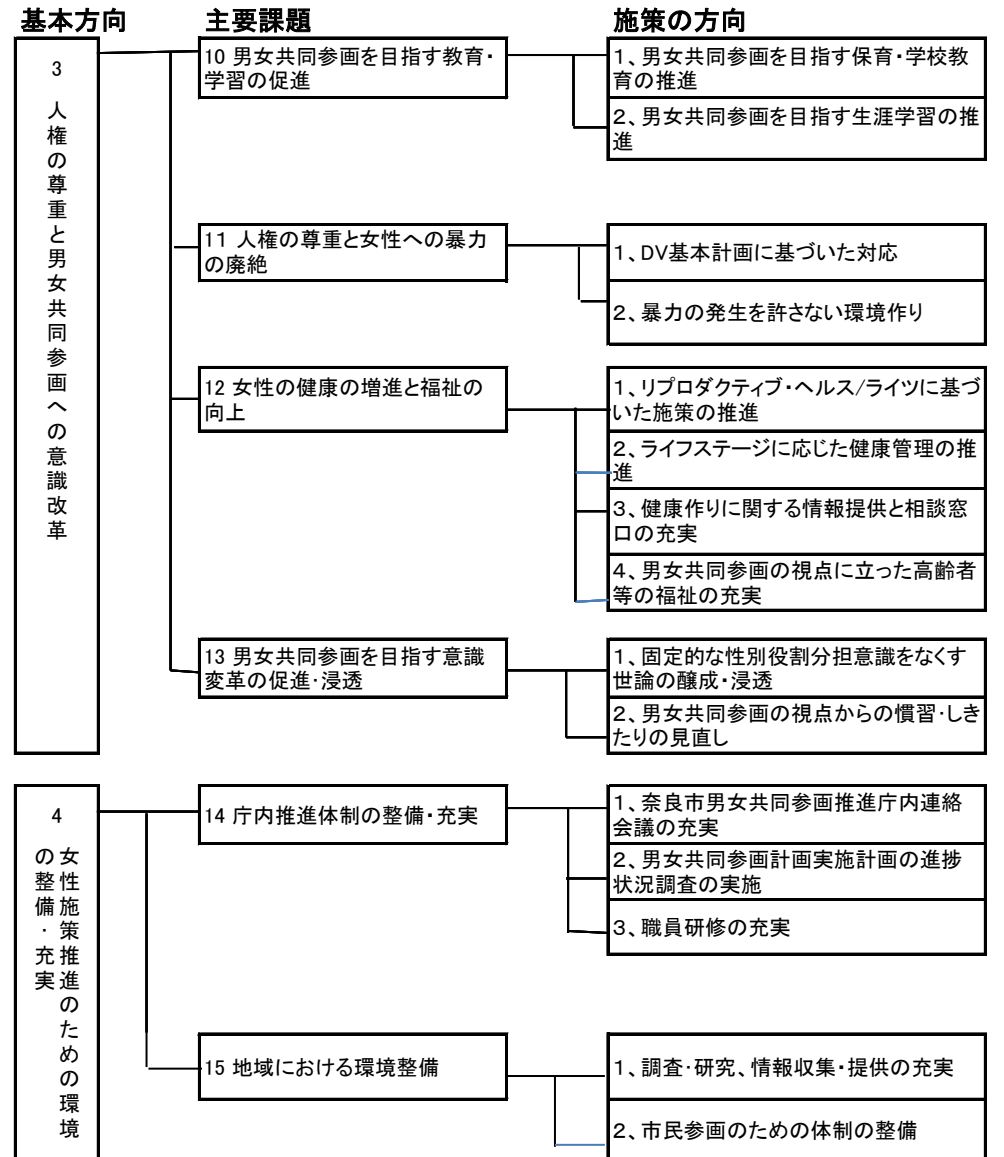 基本方向 主要課題 施策の方向
3 人権の尊重と男女共同参画への意識改革
10 男女共同参画を目指す教育・
学習の促進
1、男女共同参画を目指す保育・学校教
育の推進
2、男女共同参画を目指す生涯学習の推
進
11 人権の尊重と女性への暴力
の廃絶
1、DV基本計画に基づいた対応
2、暴力の発生を許さない環境作り
12 女性の健康の増進と福祉の
向上
1、リプロダクティブ・ヘルス/ライツに基づ
いた施策の推進
2、ライフステージに応じた健康管理の推
進
3、健康作りに関する情報提供と相談窓
口の充実
4、男女共同参画の視点に立った高齢者
等の福祉の充実
13 男女共同参画を目指す意識
変革の促進・浸透
1、固定的な性別役割分担意識をなくす
世論の醸成・浸透
2、男女共同参画の視点からの慣習・しき
たりの見直し
4
女性施策推進のための環境
の整備・充実
14 庁内推進体制の整備・充実
1、奈良市男女共同参画推進庁内連絡
会議の充実
2、男女共同参画計画実施計画の進捗
状況調査の実施
3、職員研修の充実
15 地域における環境整備
1、調査・研究、情報収集・提供の充実
2、市民参画のための体制の整備